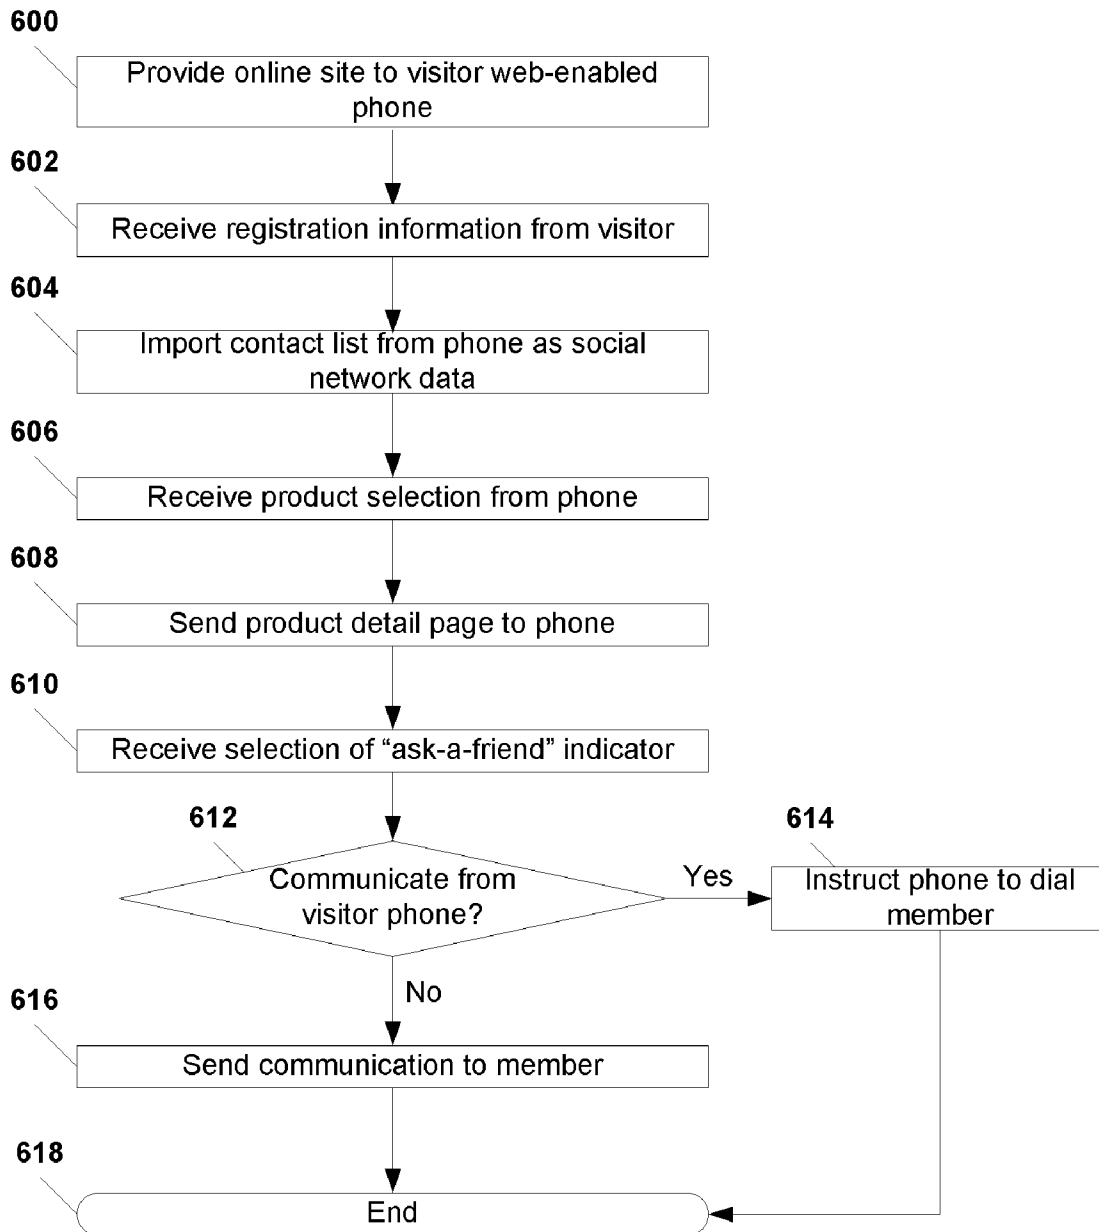 600
Provide online site to visitor web-enabled
phone
602
Receive registration information from visitor
604
Import contact list from phone as social
network data
606
Receive product selection from phone
608
Send product detail page to phone
610
Receive selection of “ask-a-friend” indicator
612
Communicate from
visitor phone?
Yes
614
Instruct phone to dial
member
No
616
Send communication to member
618
End